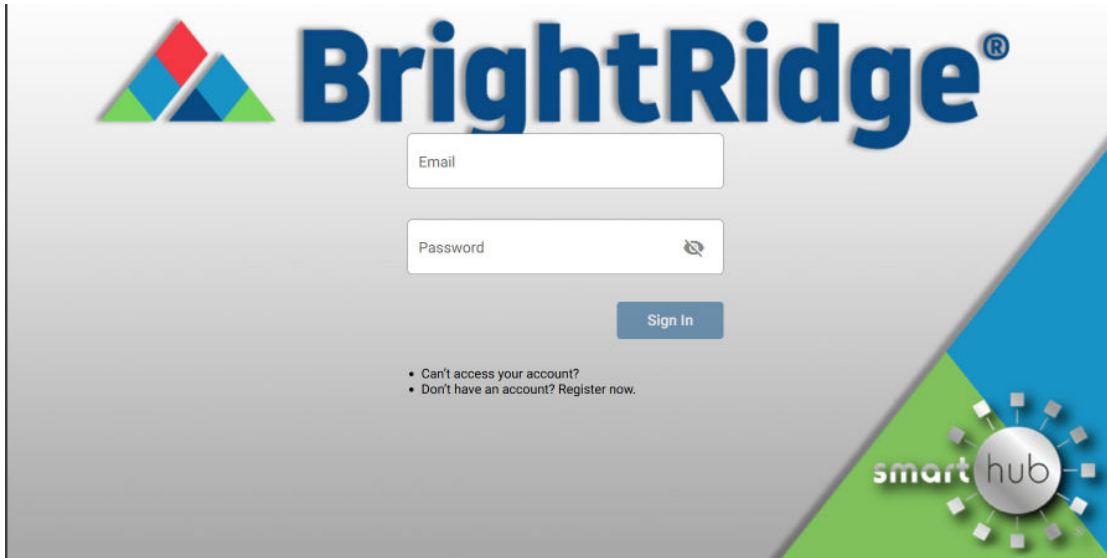 BrightRidge®
Email
Password
Sign In
• Can't access your account?
• Don't have an account? Register now.
smart hub